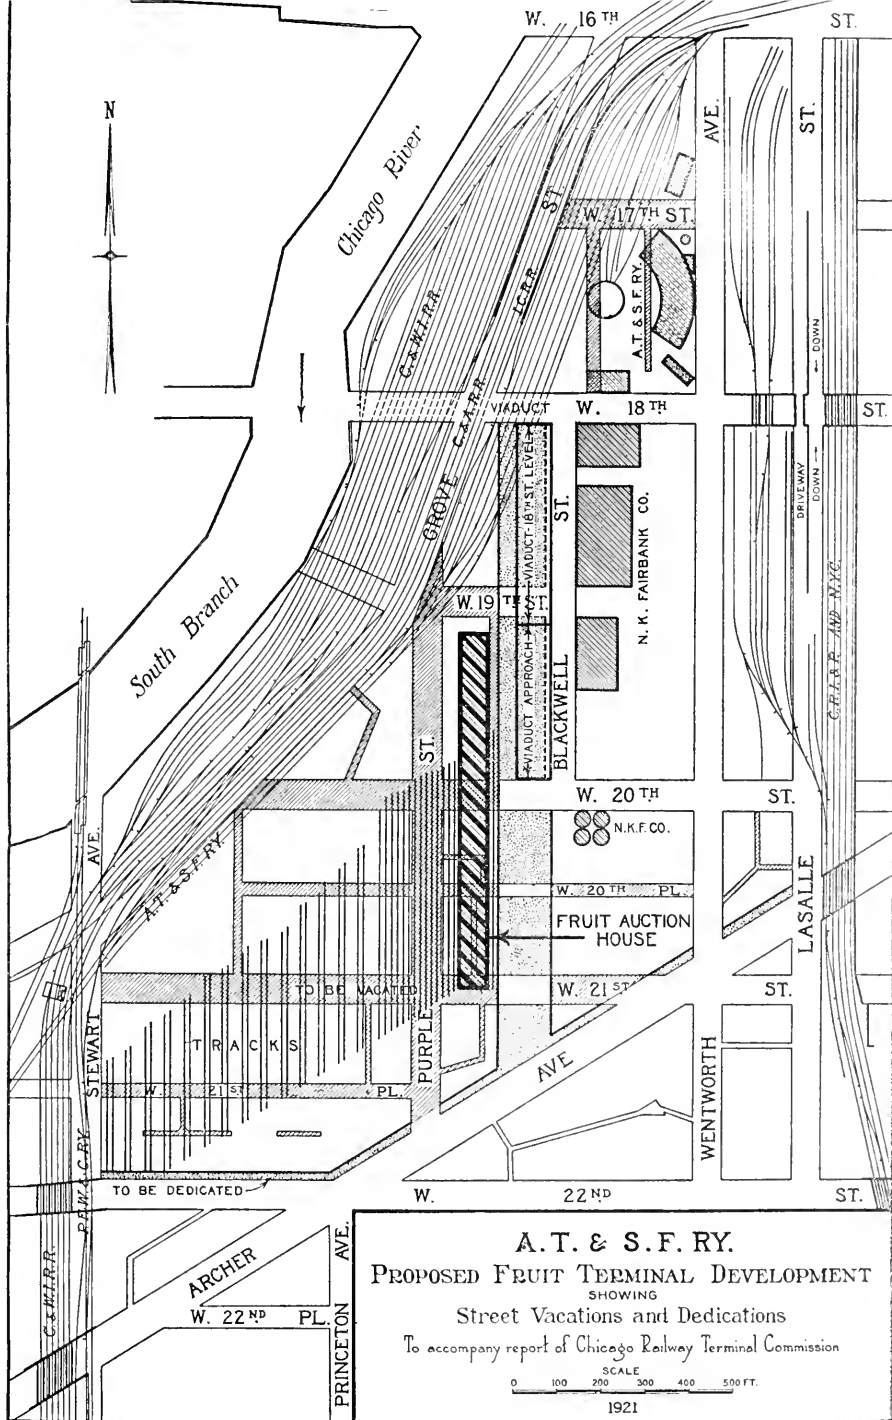 W. 16TH ST.
N
Chicago River
AVE.
ST.
ST.
W. 17TH ST.
C. & W. I. R.R.
I.C. R.R.
A.T. & S.F. RY.
DOWN
VIADUCT
W. 18TH ST.
C. & A. R.R.
GROVE
VIADUCT-18TH ST. LEVEL
ST.
N. K. FAIRBANK CO.
DRIVEWAY
DOWN
W. 19TH ST.
South Branch
C.R.I. & P. AND N.Y.C.
VIADUCT APPROACH
BLACKWELL
ST.
W. 20TH ST.
N.K.F. CO.
AVE.
A.T. & S.F. RY.
W. 20TH PL.
LASALLE
FRUIT AUCTION
HOUSE
TO BE VACATED
W. 21ST ST.
STEWART
TRACKS
PURPLE
AVE
WENTWORTH
W. 21ST PL.
P.F.W. & C. RY.
TO BE DEDICATED
W. 22ND ST.
C. & W. I. R.R.
ARCHER
AVE.
W. 22ND PL.
PRINCETON
A.T. & S.F. RY.
PROPOSED FRUIT TERMINAL DEVELOPMENT
SHOWING
Street Vacations and Dedications
To accompany report of Chicago Railway Terminal Commission
SCALE
0 100 200 300 400 500 FT.
1921